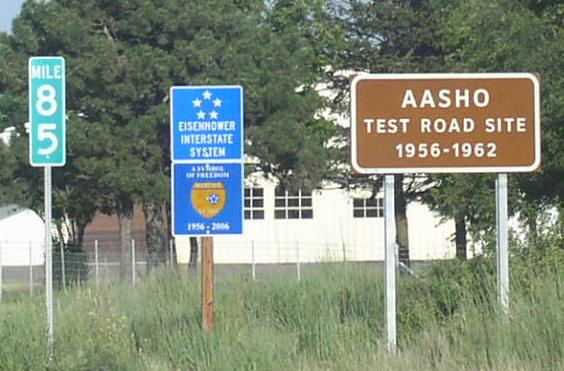 MILE
8
5
EISENHOWER
INTERSTATE
SYSTEM
A SYMBOL
OF FREEDOM
1956 - 2006
AASHO
TEST ROAD SITE
1956-1962